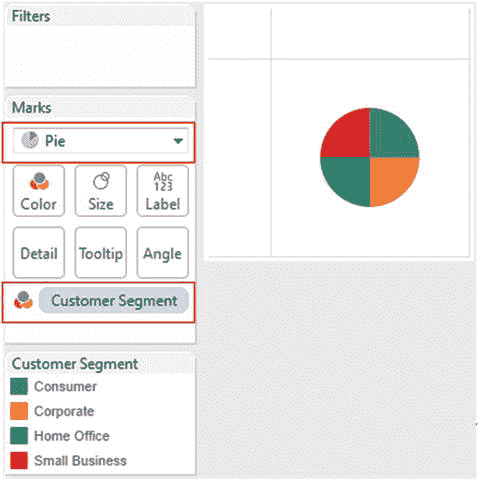 Filters
Marks
Pie
Abc
123
Color Size Label
Detail Tooltip Angle
Customer Segment
Customer Segment
Consumer
Corporate
Home Office
Small Business